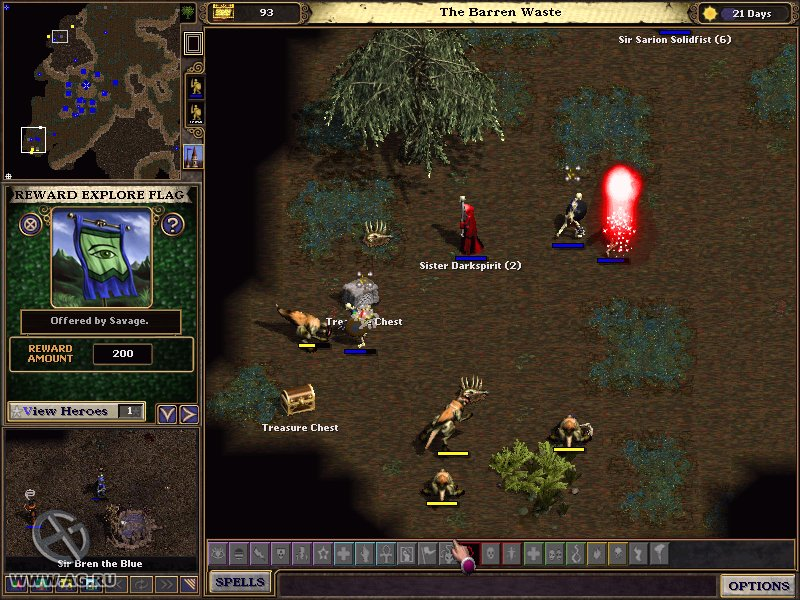 93
The Barren Waste
21 Days
Sir Sarion Solidfist (6)
REWARD EXPLORE FLAG
?
Sister Darkspirit (2)
Offered by Savage.
REWARD AMOUNT 200
Treasure Chest
View Heroes 1
Treasure Chest
Sir Bren the Blue
WWW.AG.RU
SPELLS
OPTIONS